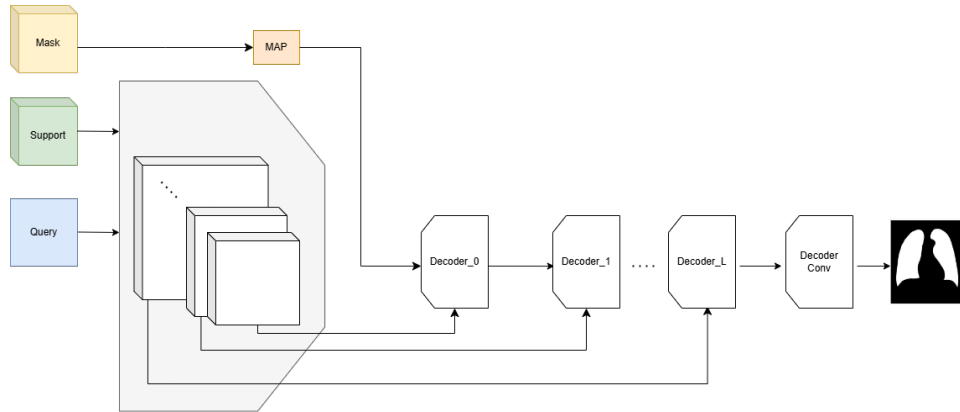 Mask
MAP
Support
Query
Decoder_0
Decoder_1
. . . .
Decoder_L
Decoder
Conv